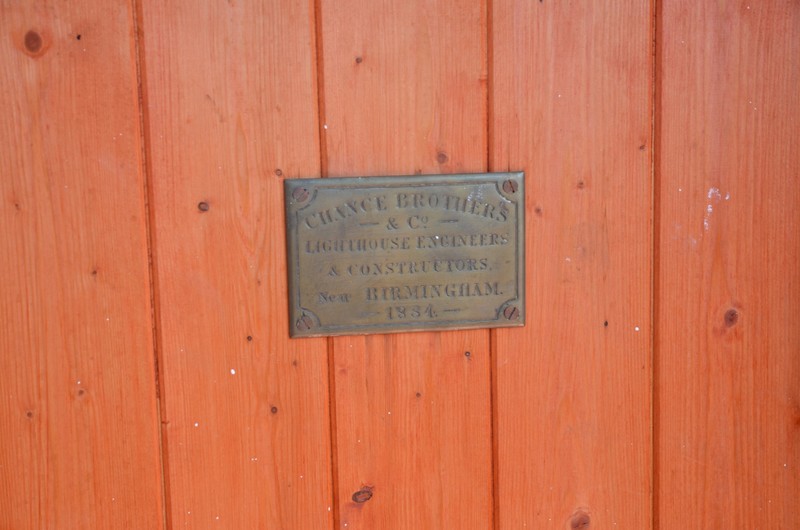 CHANCE BROTHERS
— & Co. —
LIGHTHOUSE ENGINEERS
& CONSTRUCTORS,
Near BIRMINGHAM.
— 1884. —